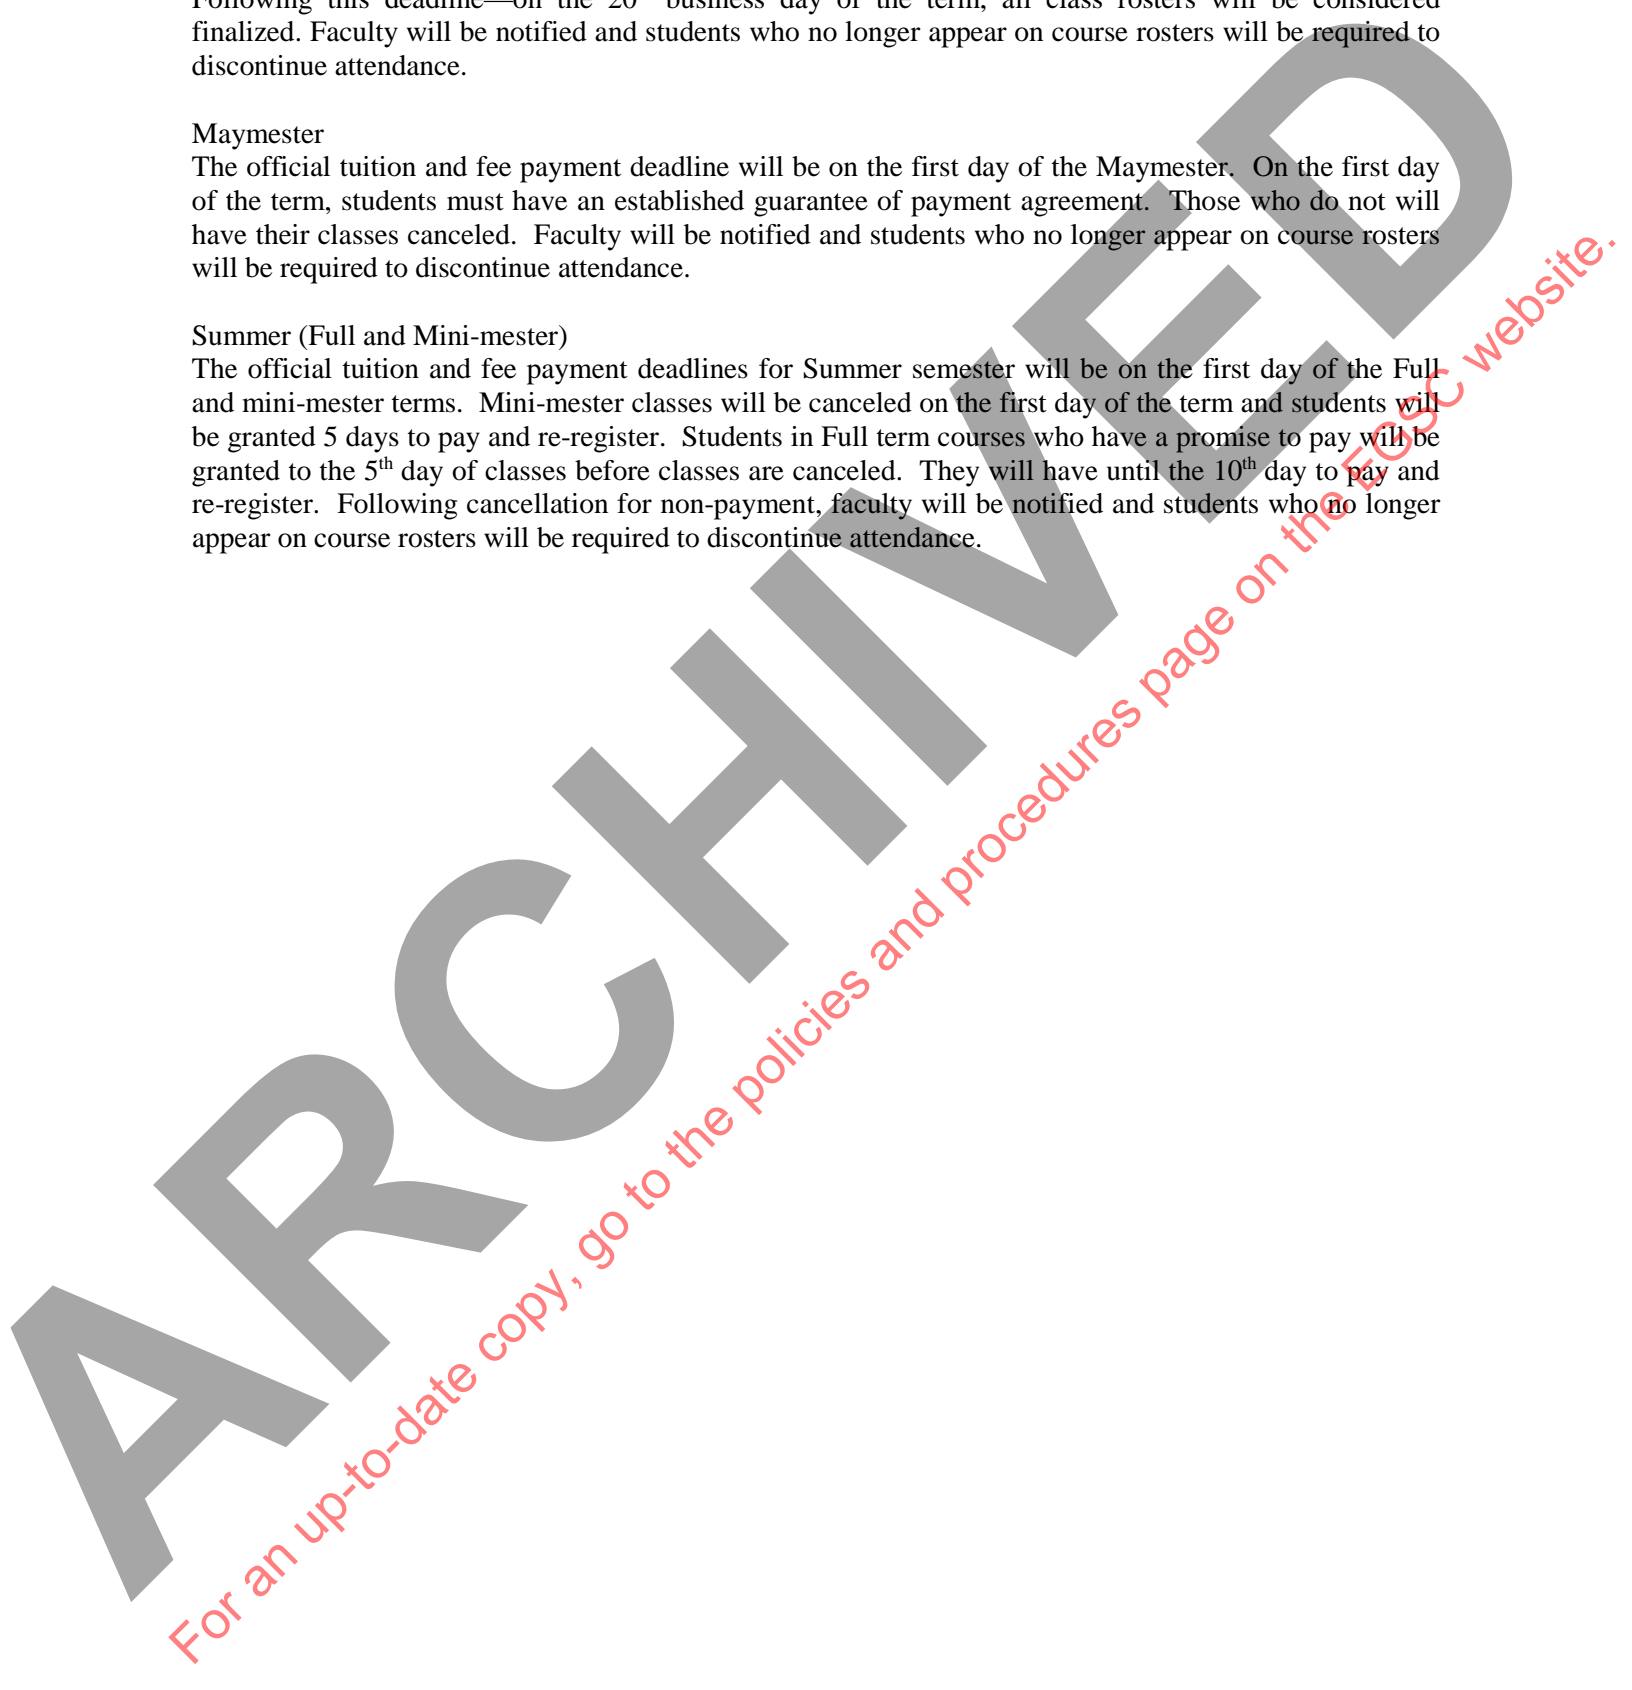 Following this deadline—on the 20 business day of the term, all class rosters will be considered
finalized. Faculty will be notified and students who no longer appear on course rosters will be required to
discontinue attendance.
Maymester
The official tuition and fee payment deadline will be on the first day of the Maymester.  On the first day
of the term, students must have an established guarantee of payment agreement.  Those who do not will
have their classes canceled.  Faculty will be notified and students who no longer appear on course rosters
will be required to discontinue attendance.
Summer (Full and Mini-mester)
The official tuition and fee payment deadlines for Summer semester will be on the first day of the Full
and mini-mester terms.  Mini-mester classes will be canceled on the first day of the term and students will
be granted 5 days to pay and re-register.  Students in Full term courses who have a promise to pay will be
granted to the 5th day of classes before classes are canceled.  They will have until the 10th day to pay and
re-register.  Following cancellation for non-payment, faculty will be notified and students who no longer
appear on course rosters will be required to discontinue attendance.
ARCHIVED
For an up-to-date copy, go to the policies and procedures page on the EGSC website.